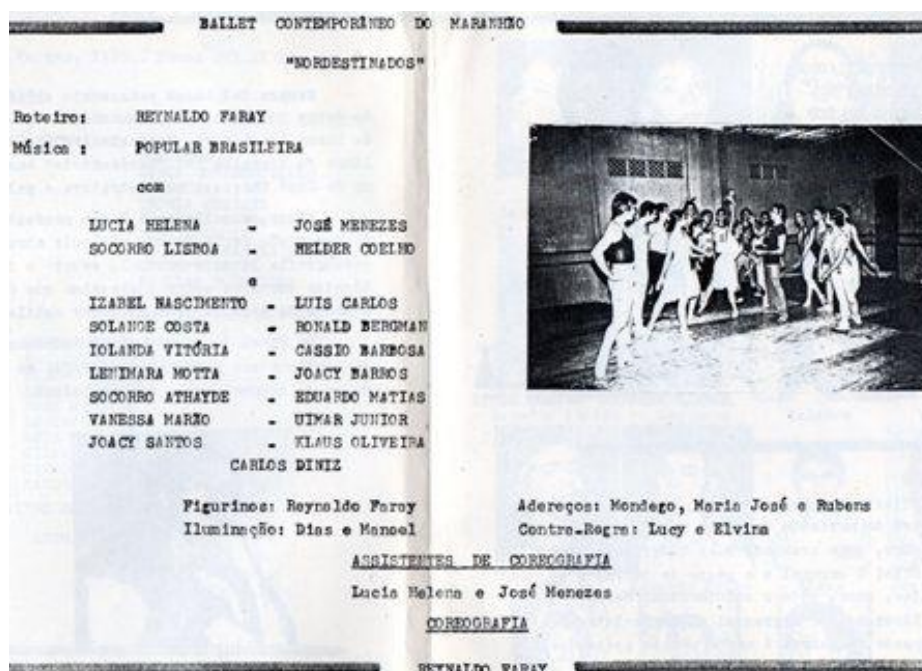 BALLET CONTEMPORÂNEO DO MARANHÃO
"NORDESTINADOS"
Roteiro: REYNALDO FARAY
Música : POPULAR BRASILEIRA
com
LUCIA HELENA - JOSÉ MENEZES
SOCORRO LISBOA - HELDER COELHO
e
IZABEL NASCIMENTO - LUIS CARLOS
SOLANGE COSTA - RONALD BERGMAN
IOLANDA VITÓRIA - CASSIO BARBOSA
LENIMARA MOTTA - JOACY BARROS
SOCORRO ATHAYDE - EDUARDO MATIAS
VANESSA MARÃO - UIMAR JUNIOR
JOACY SANTOS - KLAUS OLIVEIRA
CARLOS DINIZ
Figurinos: Reynaldo Faray
Iluminação: Dias e Manoel
Adereços: Mondego, Maria José e Rubens
Contra-Regra: Lucy e Elvina
ASSISTENTES DE COREOGRAFIA
Lucia Helena e José Menezes
COREOGRAFIA
REYNALDO FARAY